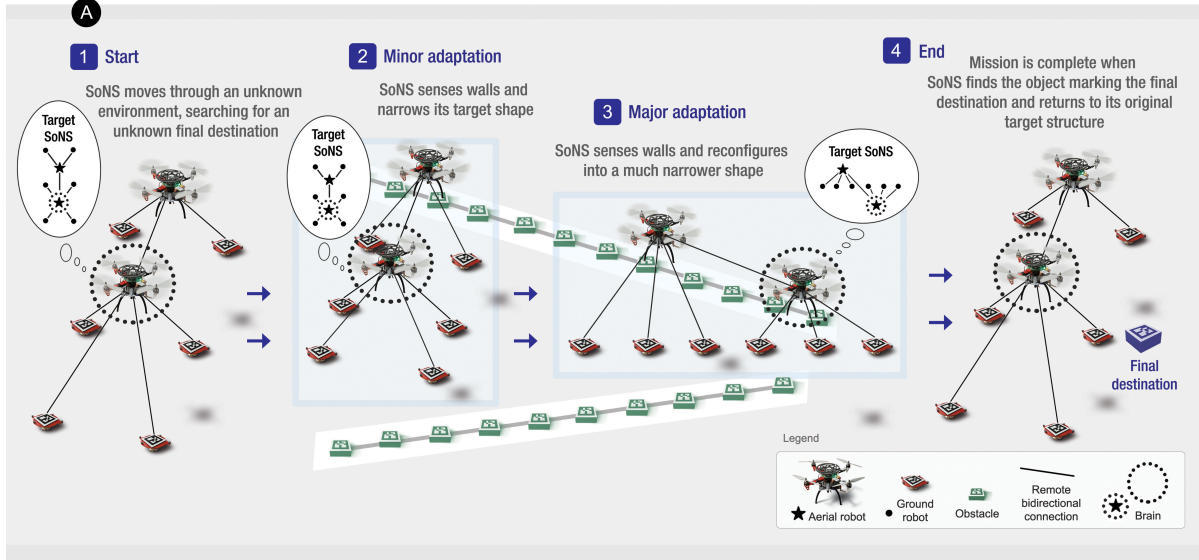 A
1 Start
SoNS moves through an unknown
environment, searching for an
unknown final destination
Target
SoNS
2 Minor adaptation
SoNS senses walls and
narrows its target shape
Target
SoNS
3 Major adaptation
SoNS senses walls and reconfigures
into a much narrower shape
Target SoNS
4 End
Mission is complete when
SoNS finds the object marking the final
destination and returns to its original
target structure
Final
destination
Legend
Aerial robot
Ground
robot
Obstacle
Remote
bidirectional
connection
Brain